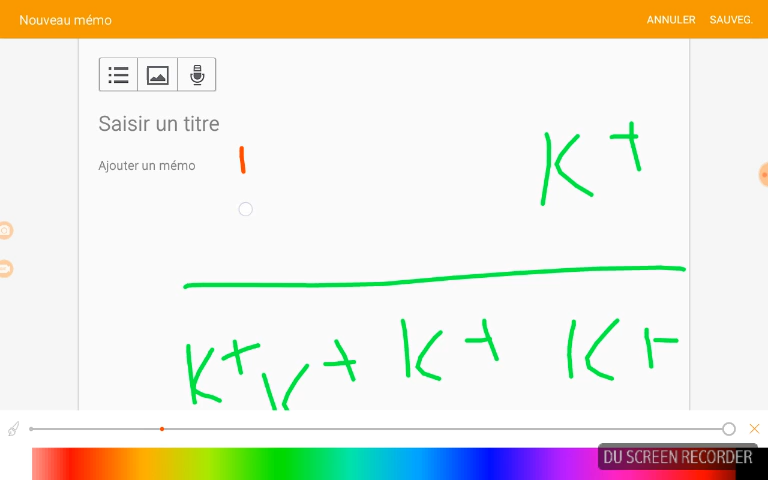 Nouveau mémo ANNULER SAUVEG.
Saisir un titre
Ajouter un mémo
K+
K+ K+ K+ K+
DU SCREEN RECORDER